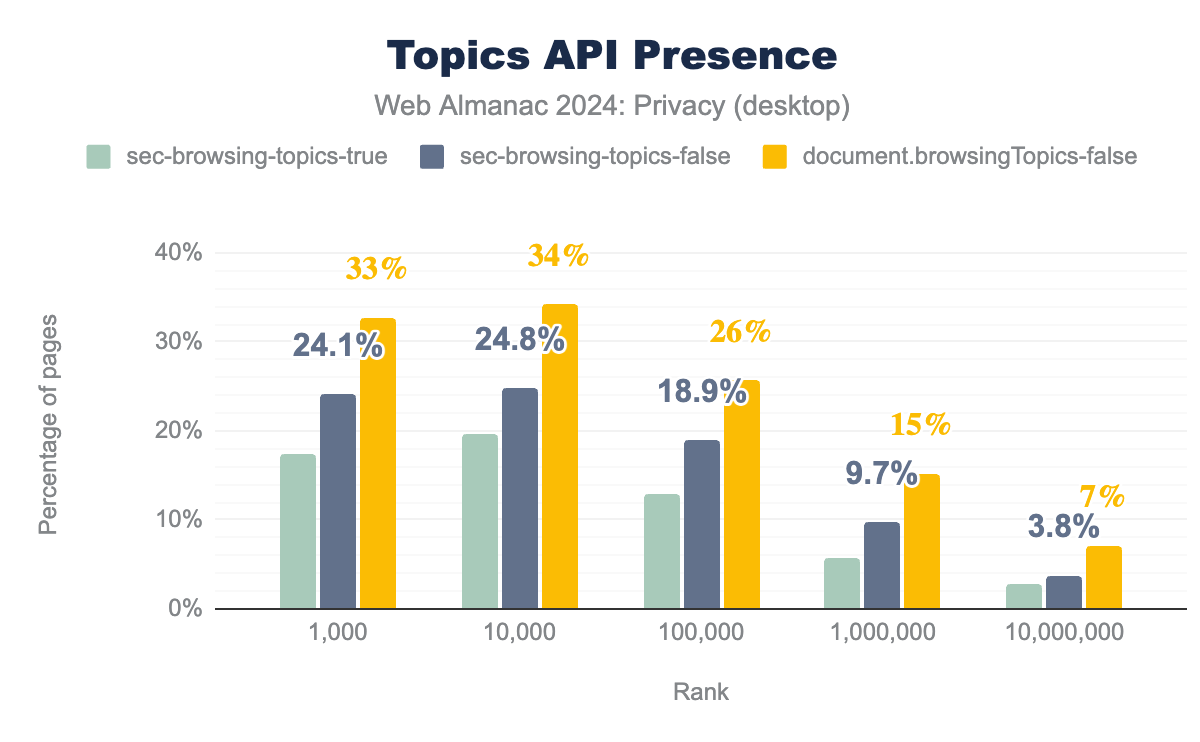 Topics API Presence
Web Almanac 2024: Privacy (desktop)
sec-browsing-topics-true sec-browsing-topics-false document.browsingTopics-false
Percentage of pages
40%
30%
20%
10%
0%
33%
34%
26%
15%
7%
24.1%
24.8%
18.9%
9.7%
3.8%
1,000 10,000 100,000 1,000,000 10,000,000
Rank